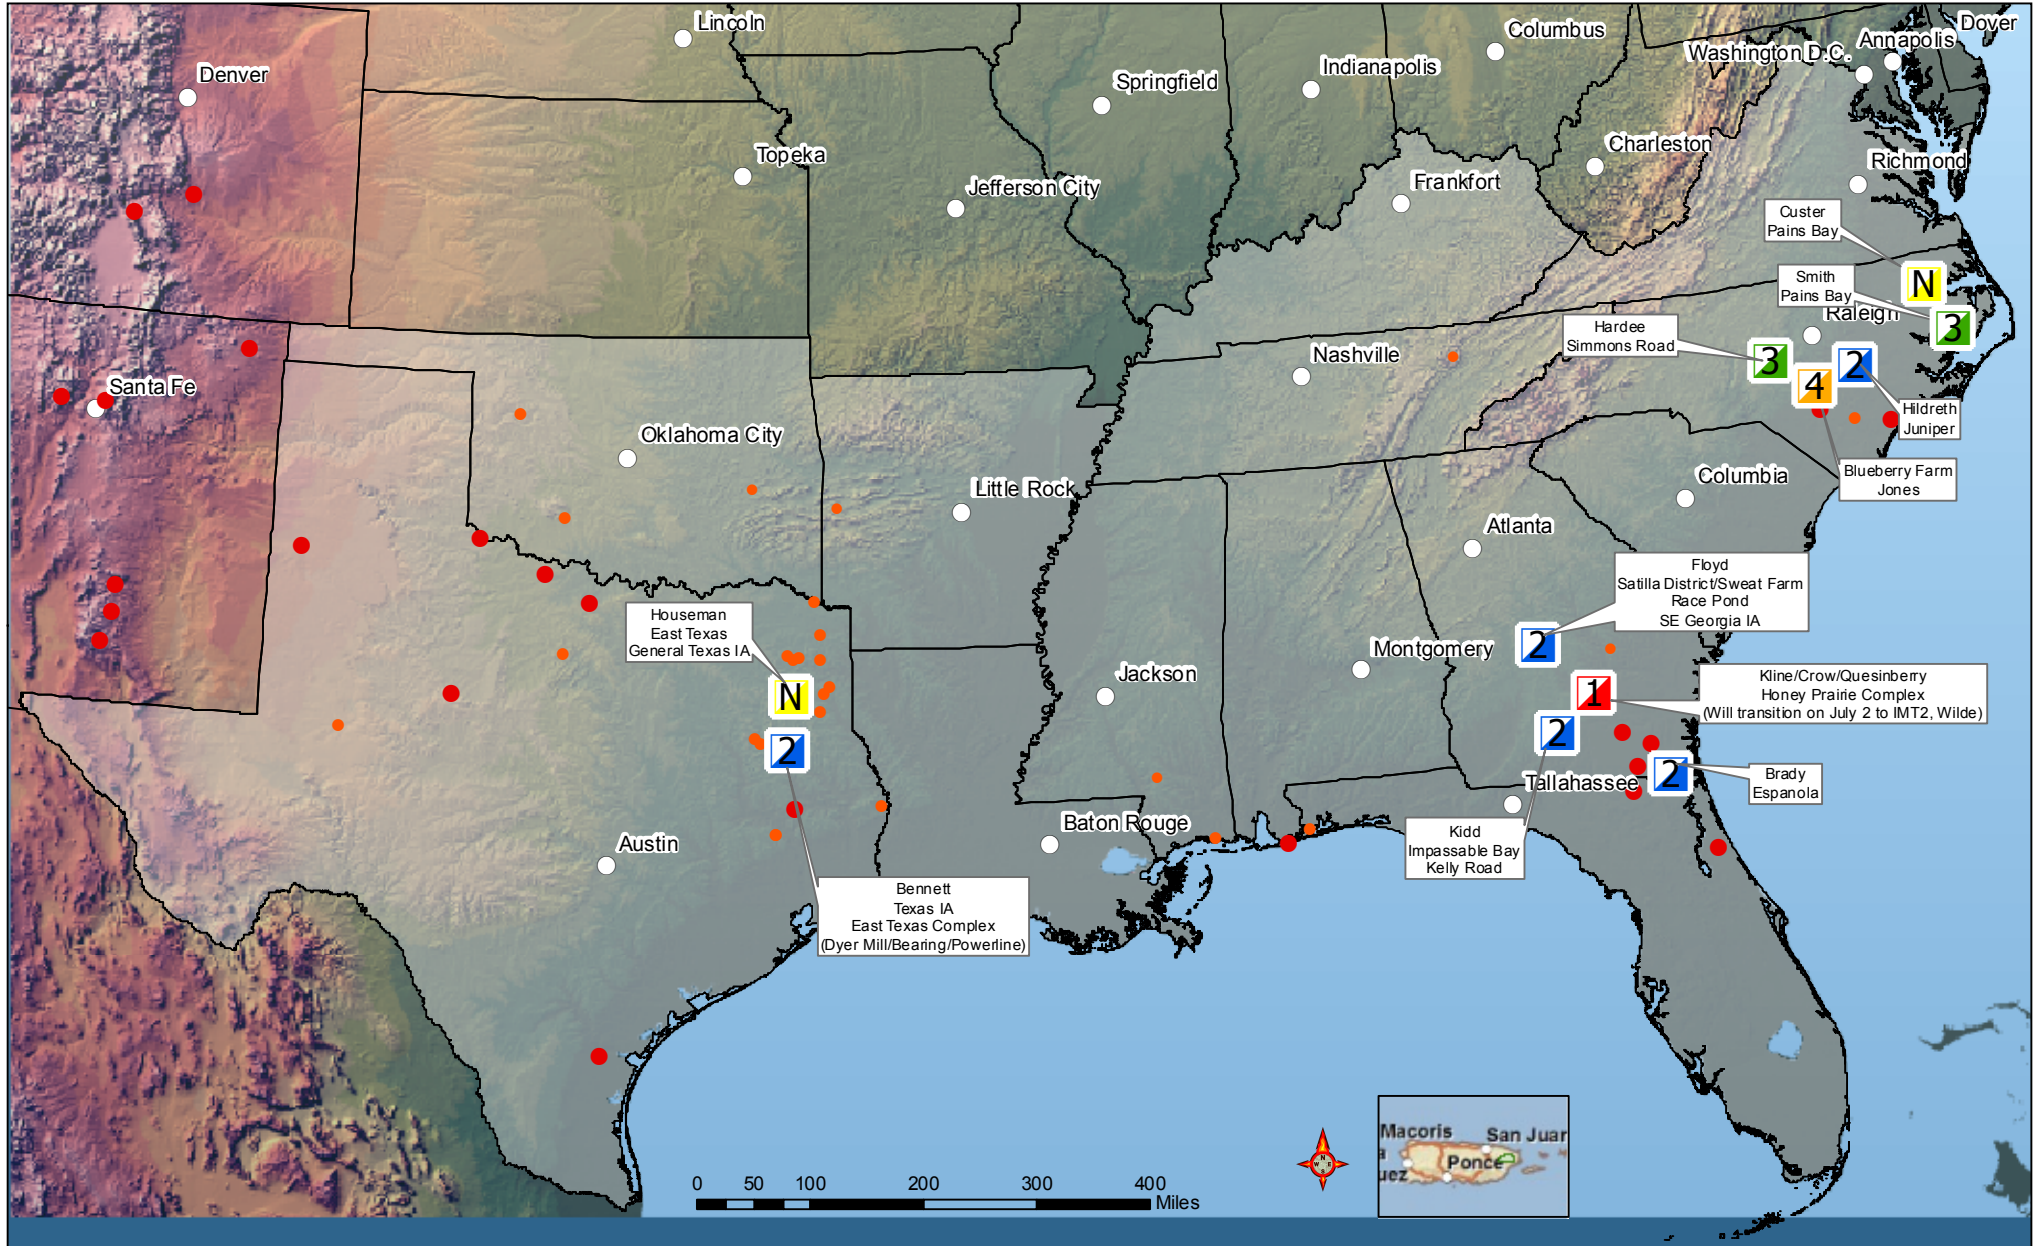 Lincoln
Columbus
Dover
Annapolis
Washington D.C.
Denver
Springfield
Indianapolis
Topeka
Charleston
Richmond
Jefferson City
Frankfort
Custer
Pains Bay
N
Smith
Pains Bay
3
Raleigh
Hardee
Simmons Road
3
4
2
Hildreth
Juniper
Blueberry Farm
Jones
Nashville
Santa Fe
Oklahoma City
Little Rock
Columbia
Atlanta
Floyd
Satilla District/Sweat Farm
Race Pond
SE Georgia IA
2
Houseman
East Texas
General Texas IA
N
Montgomery
Jackson
1
Kline/Crow/Quesinberry
Honey Prairie Complex
(Will transition on July 2 to IMT2, Wilde)
2
2
2
Tallahassee
Brady
Espanola
Kidd
Impassable Bay
Kelly Road
Baton Rouge
Austin
Bennett
Texas IA
East Texas Complex
(Dyer Mill/Bearing/Powerline)
N
W E
S
Macoris
San Juar
a
uez
Ponce
0 50 100 200 300 400
Miles